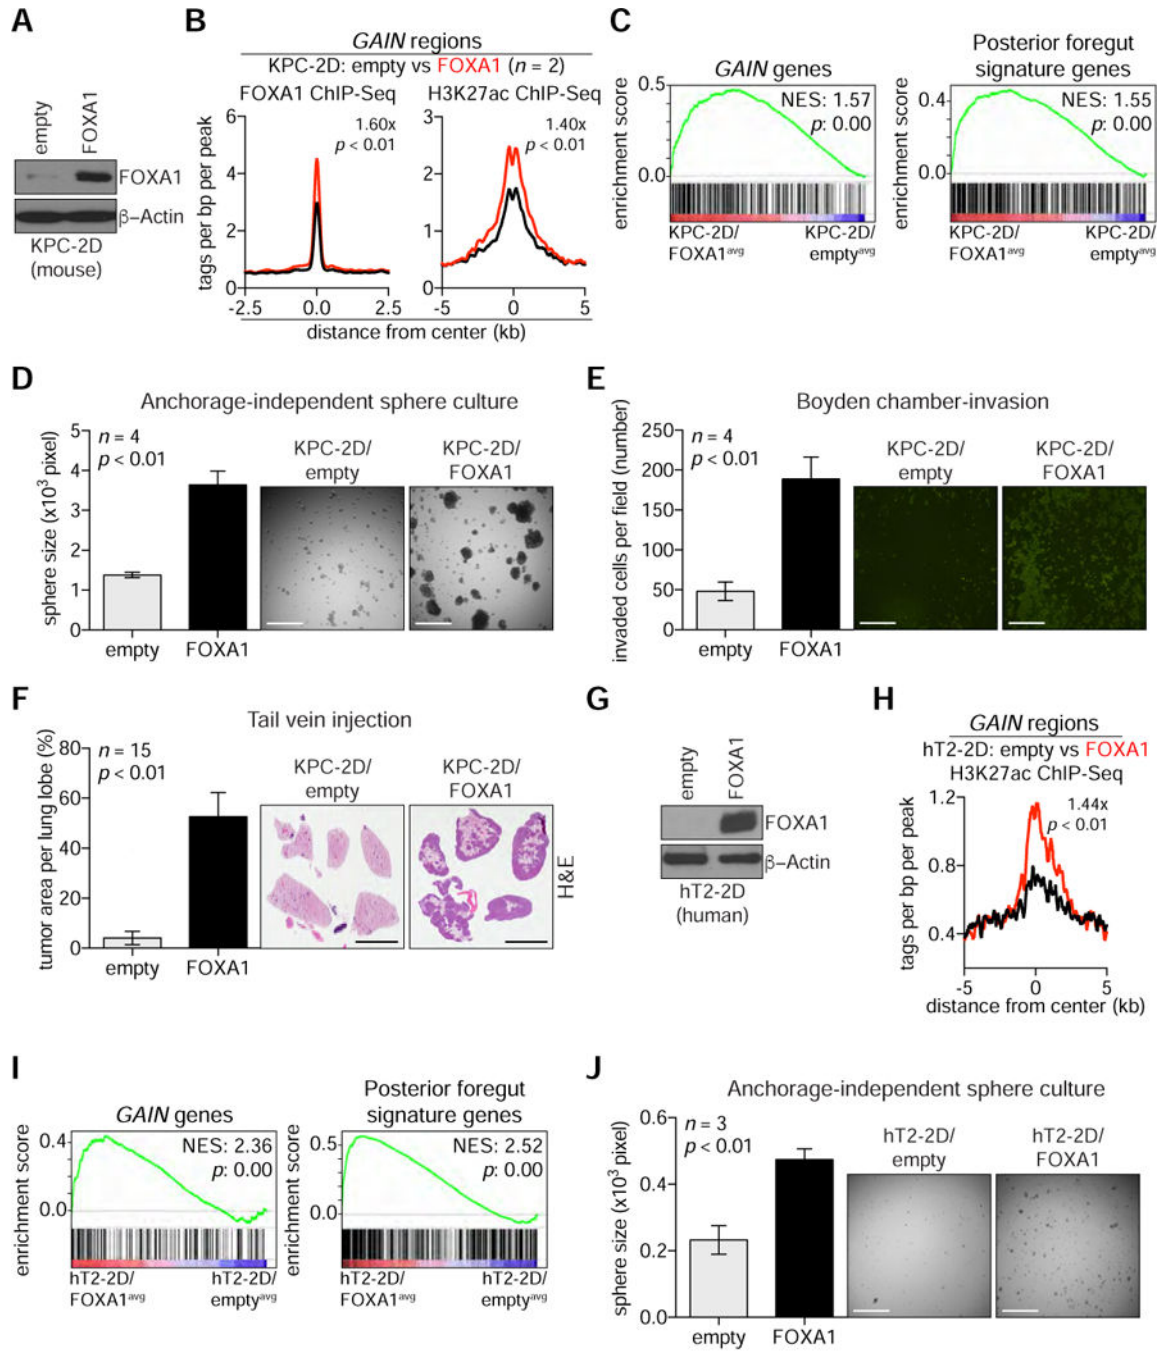 A
empty
FOXA1
FOXA1
β-Actin
KPC-2D
(mouse)
B
GAIN regions
KPC-2D: empty vs FOXA1 (n = 2)
FOXA1 ChIP-Seq
H3K27ac ChIP-Seq
tags per bp per peak
6
4
2
0
1.60x
p < 0.01
-2.5
0.0
2.5
3
2
1
0
1.40x
p < 0.01
-5
0
5
distance from center (kb)
C
GAIN genes
enrichment score
0.5
0.0
NES: 1.57
p: 0.00
KPC-2D/
FOXA1avg
KPC-2D/
emptyavg
Posterior foregut
signature genes
enrichment score
0.4
0.0
NES: 1.55
p: 0.00
KPC-2D/
FOXA1avg
KPC-2D/
emptyavg
D
Anchorage-independent sphere culture
sphere size (x10³ pixel)
5
4
3
2
1
0
n = 4
p < 0.01
empty
FOXA1
KPC-2D/
empty
KPC-2D/
FOXA1
E
Boyden chamber-invasion
invaded cells per field (number)
250
200
150
100
50
0
n = 4
p < 0.01
empty
FOXA1
KPC-2D/
empty
KPC-2D/
FOXA1
F
Tail vein injection
tumor area per lung lobe (%)
80
60
40
20
0
n = 15
p < 0.01
empty
FOXA1
KPC-2D/
empty
KPC-2D/
FOXA1
H&E
G
empty
FOXA1
FOXA1
β-Actin
hT2-2D
(human)
H
GAIN regions
hT2-2D: empty vs FOXA1
H3K27ac ChIP-Seq
tags per bp per peak
1.2
0.8
0.4
1.44x
p < 0.01
-5
0
5
distance from center (kb)
I
GAIN genes
enrichment score
0.4
0.0
NES: 2.36
p: 0.00
hT2-2D/
FOXA1avg
hT2-2D/
emptyavg
Posterior foregut
signature genes
enrichment score
0.5
0.0
NES: 2.52
p: 0.00
hT2-2D/
FOXA1avg
hT2-2D/
emptyavg
J
Anchorage-independent sphere culture
sphere size (x10³ pixel)
0.6
0.4
0.2
0.0
n = 3
p < 0.01
empty
FOXA1
hT2-2D/
empty
hT2-2D/
FOXA1